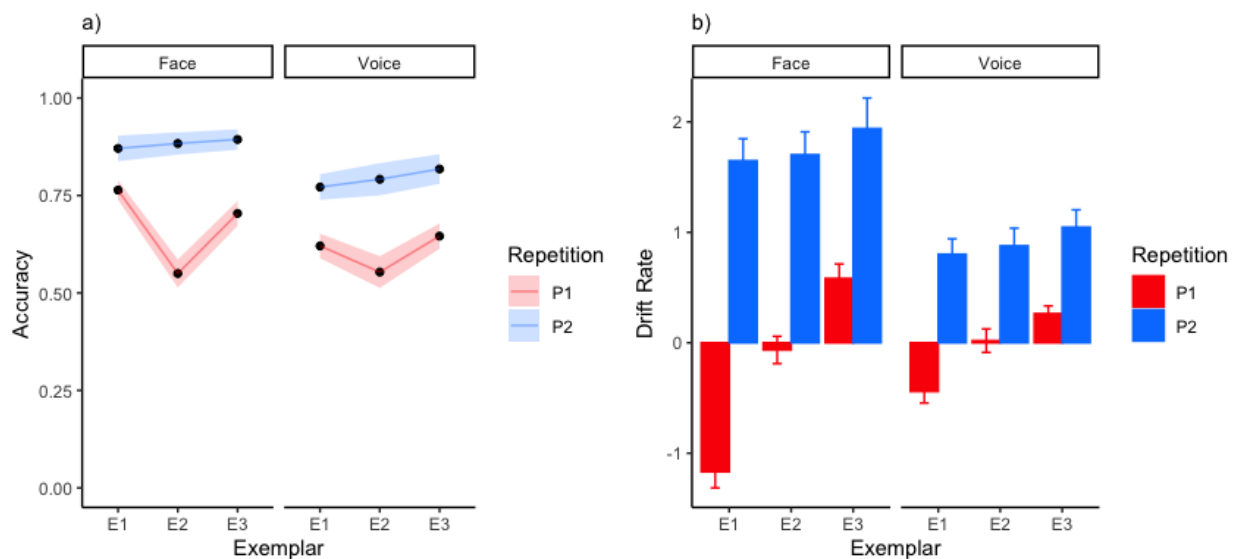 a)
Face
Voice
1.00
0.75
0.50
0.25
0.00
Accuracy
E1 E2 E3
E1 E2 E3
Exemplar
Repetition
P1
P2
b)
Face
Voice
2
1
0
-1
Drift Rate
E1 E2 E3
E1 E2 E3
Exemplar
Repetition
P1
P2